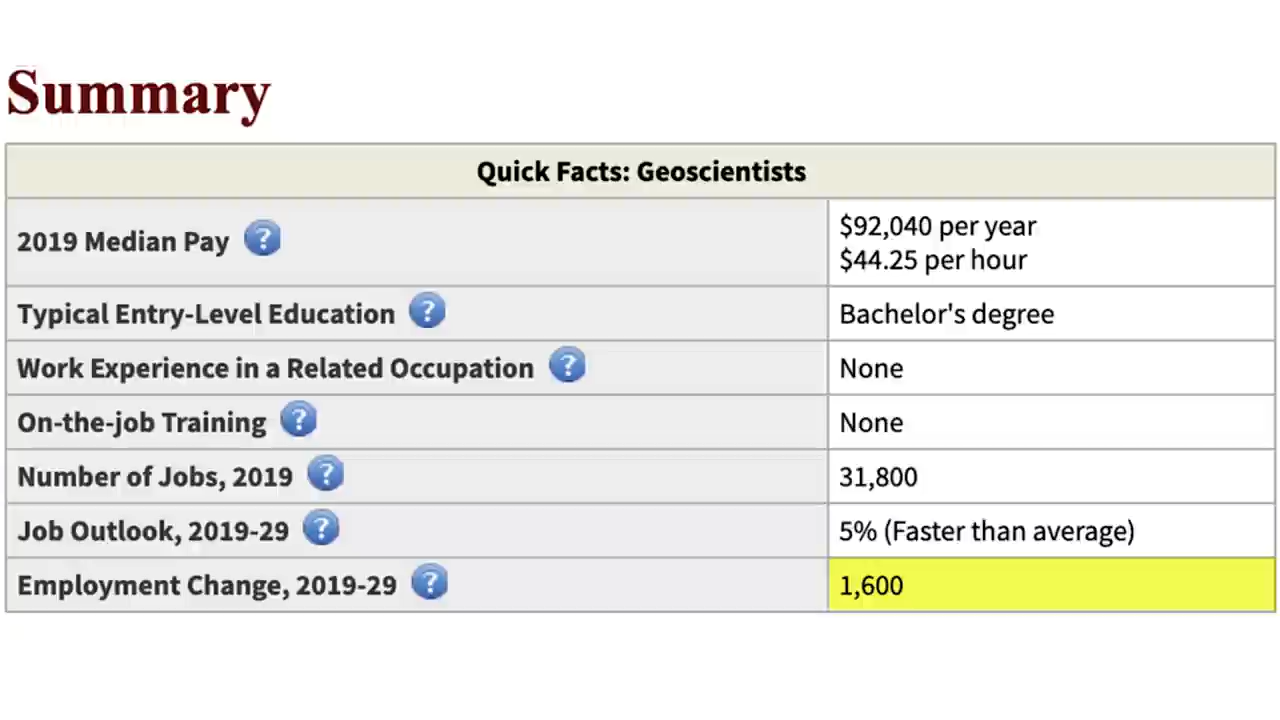 Summary
Quick Facts: Geoscientists
2019 Median Pay ?
$92,040 per year
$44.25 per hour
Typical Entry-Level Education ?
Bachelor's degree
Work Experience in a Related Occupation ?
None
On-the-job Training ?
None
Number of Jobs, 2019 ?
31,800
Job Outlook, 2019-29 ?
5% (Faster than average)
Employment Change, 2019-29 ?
1,600